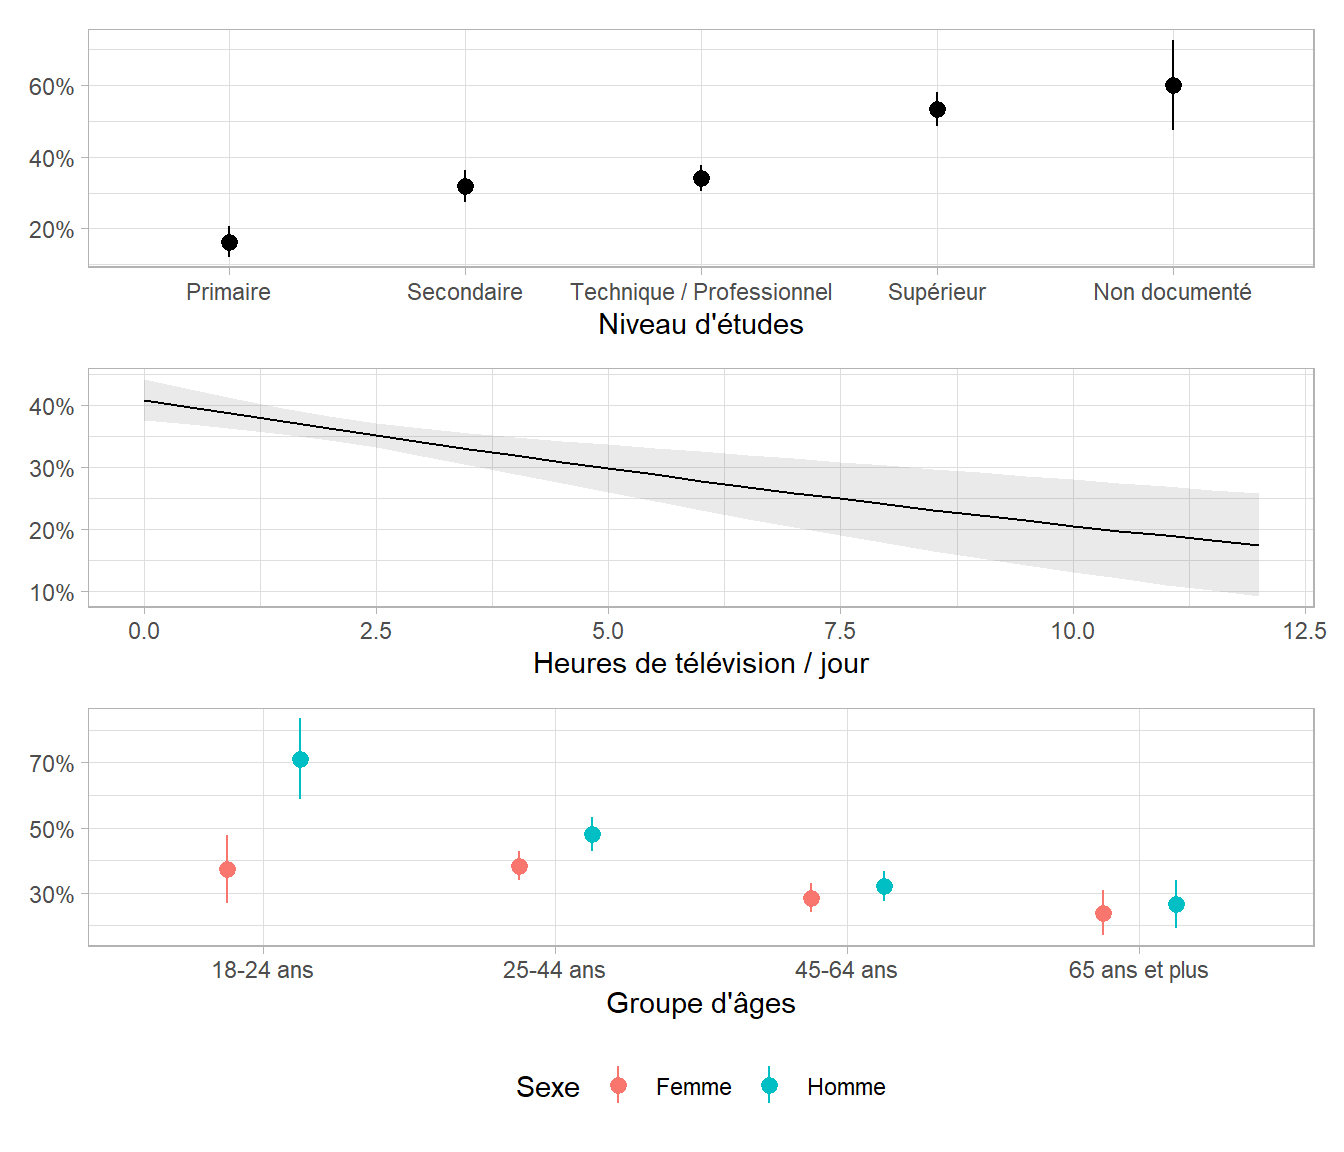 60%
40%
20%
Primaire Secondaire Technique / Professionnel Supérieur Non documenté
Niveau d'études
40%
30%
20%
10%
0.0 2.5 5.0 7.5 10.0 12.5
Heures de télévision / jour
70%
50%
30%
18-24 ans 25-44 ans 45-64 ans 65 ans et plus
Groupe d'âges
Sexe Femme Homme